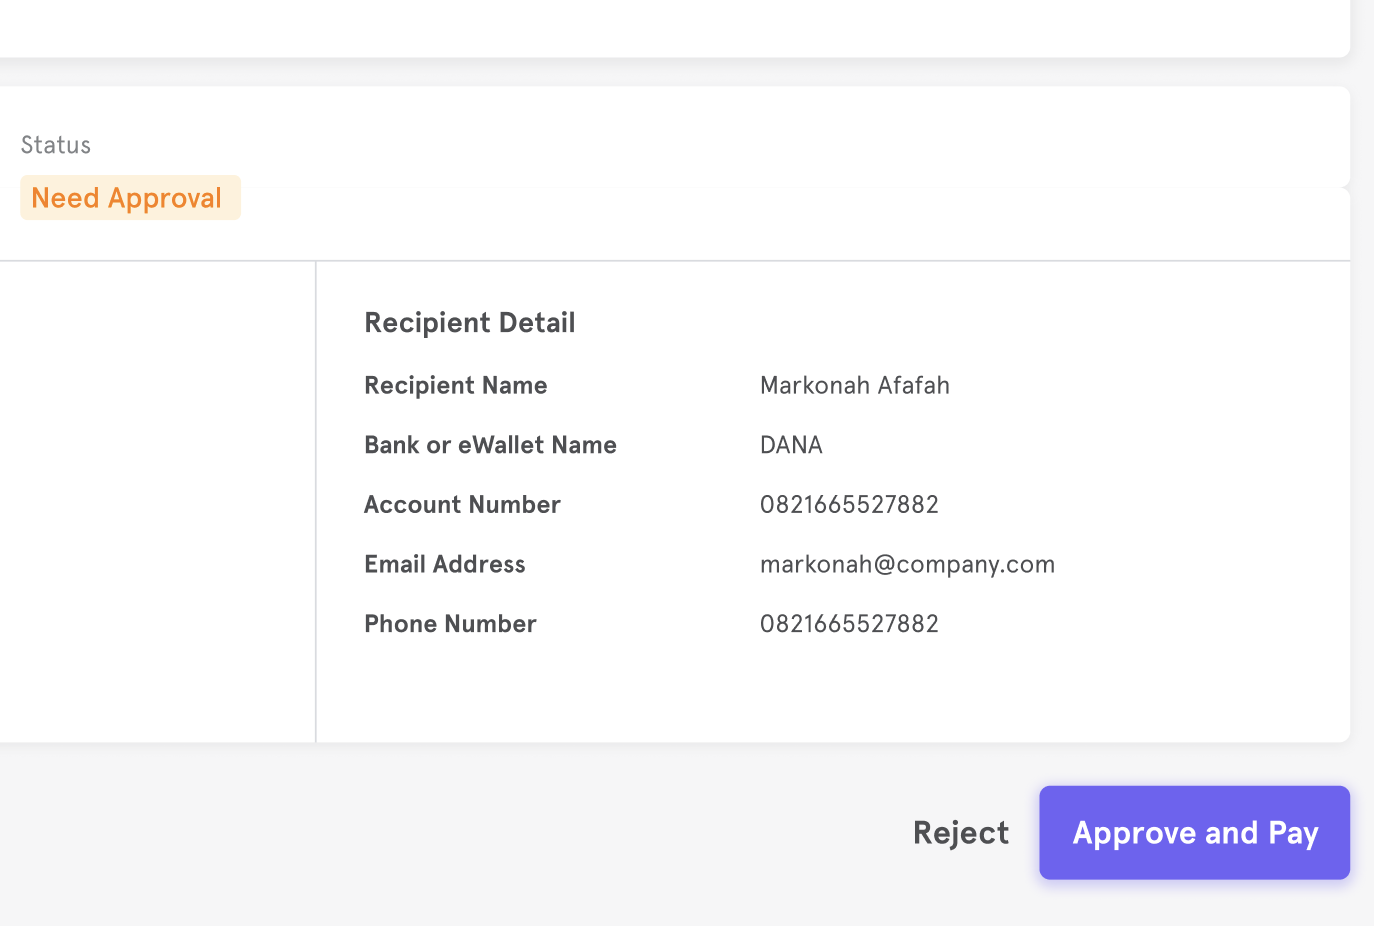 Status
Need Approval
Recipient Detail
Recipient Name Markonah Afafah
Bank or eWallet Name DANA
Account Number 0821665527882
Email Address markonah@company.com
Phone Number 0821665527882
Reject Approve and Pay